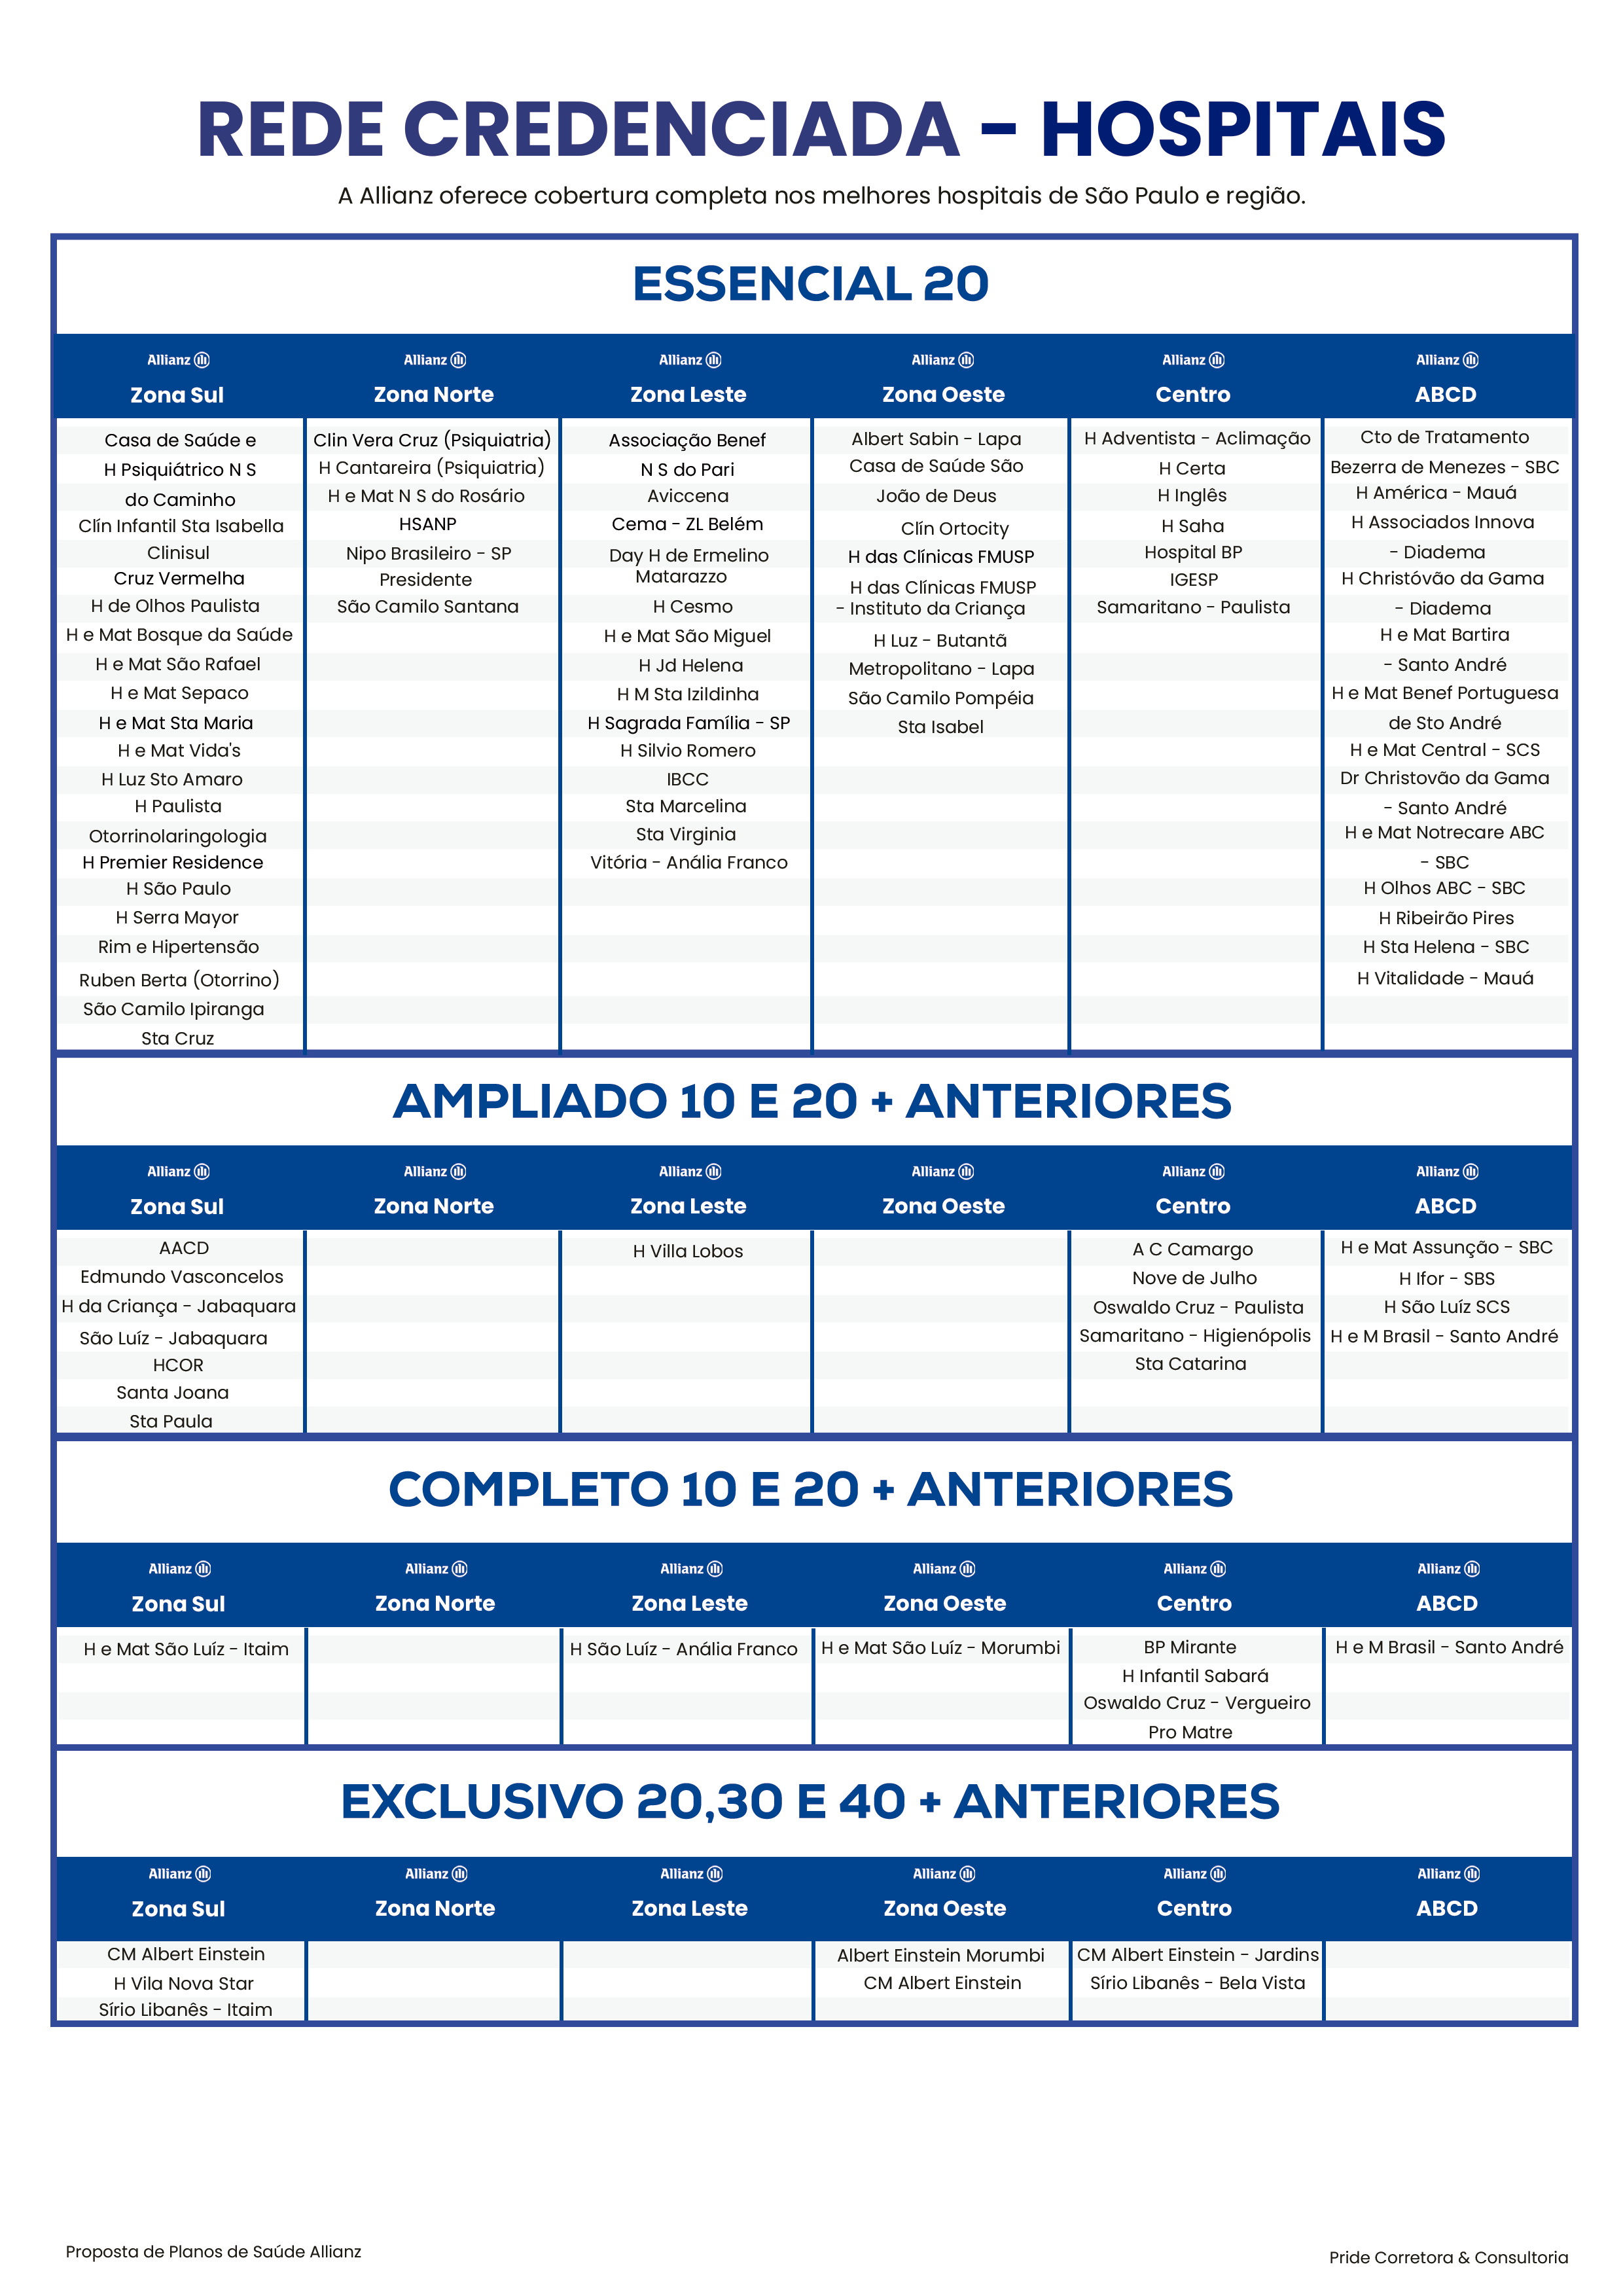 REDE CREDENCIADA - HOSPITAIS
A Allianz oferece cobertura completa nos melhores hospitais de São Paulo e região.
ESSENCIAL 20
Allianz
Zona Sul
Casa de Saúde e
H Psiquiátrico N S
do Caminho
Clín Infantil Sta Isabella
Clinisul
Cruz Vermelha
H de Olhos Paulista
H e Mat Bosque da Saúde
H e Mat São Rafael
H e Mat Sepaco
H e Mat Sta Maria
H e Mat Vida's
H Luz Sto Amaro
H Paulista
Otorrinolaringologia
H Premier Residence
H São Paulo
H Serra Mayor
Rim e Hipertensão
Ruben Berta (Otorrino)
São Camilo Ipiranga
Sta Cruz
Allianz
Zona Norte
Clin Vera Cruz (Psiquiatria)
H Cantareira (Psiquiatria)
H e Mat N S do Rosário
HSANP
Nipo Brasileiro - SP
Presidente
São Camilo Santana
Allianz
Zona Leste
Associação Benef
N S do Pari
Aviccena
Cema - ZL Belém
Day H de Ermelino
Matarazzo
H Cesmo
H e Mat São Miguel
H Jd Helena
H M Sta Izildinha
H Sagrada Família - SP
H Silvio Romero
IBCC
Sta Marcelina
Sta Virginia
Vitória - Anália Franco
Allianz
Zona Oeste
Albert Sabin - Lapa
Casa de Saúde São
João de Deus
Clín Ortocity
H das Clínicas FMUSP
H das Clínicas FMUSP
- Instituto da Criança
H Luz - Butantã
Metropolitano - Lapa
São Camilo Pompéia
Sta Isabel
Allianz
Centro
H Adventista - Aclimação
H Certa
H Inglês
H Saha
Hospital BP
IGESP
Samaritano - Paulista
Allianz
ABCD
Cto de Tratamento
Bezerra de Menezes - SBC
H América - Mauá
H Associados Innova
- Diadema
H Christóvão da Gama
- Diadema
H e Mat Bartira
- Santo André
H e Mat Benef Portuguesa
de Sto André
H e Mat Central - SCS
Dr Christovão da Gama
- Santo André
H e Mat Notrecare ABC
- SBC
H Olhos ABC - SBC
H Ribeirão Pires
H Sta Helena - SBC
H Vitalidade - Mauá
AMPLIADO 10 E 20 + ANTERIORES
Allianz
Zona Sul
AACD
Edmundo Vasconcelos
H da Criança - Jabaquara
São Luíz - Jabaquara
HCOR
Santa Joana
Sta Paula
Allianz
Zona Norte
Allianz
Zona Leste
H Villa Lobos
Allianz
Zona Oeste
Allianz
Centro
A C Camargo
Nove de Julho
Oswaldo Cruz - Paulista
Samaritano - Higienópolis
Sta Catarina
Allianz
ABCD
H e Mat Assunção - SBC
H Ifor - SBS
H São Luíz SCS
H e M Brasil - Santo André
COMPLETO 10 E 20 + ANTERIORES
Allianz
Zona Sul
H e Mat São Luíz - Itaim
Allianz
Zona Norte
Allianz
Zona Leste
H São Luíz - Anália Franco
Allianz
Zona Oeste
H e Mat São Luíz - Morumbi
Allianz
Centro
BP Mirante
H Infantil Sabará
Oswaldo Cruz - Vergueiro
Pro Matre
Allianz
ABCD
H e M Brasil - Santo André
EXCLUSIVO 20,30 E 40 + ANTERIORES
Allianz
Zona Sul
CM Albert Einstein
H Vila Nova Star
Sírio Libanês - Itaim
Allianz
Zona Norte
Allianz
Zona Leste
Allianz
Zona Oeste
Albert Einstein Morumbi
CM Albert Einstein
Allianz
Centro
CM Albert Einstein - Jardins
Sírio Libanês - Bela Vista
Allianz
ABCD
Proposta de Planos de Saúde Allianz
Pride Corretora & Consultoria